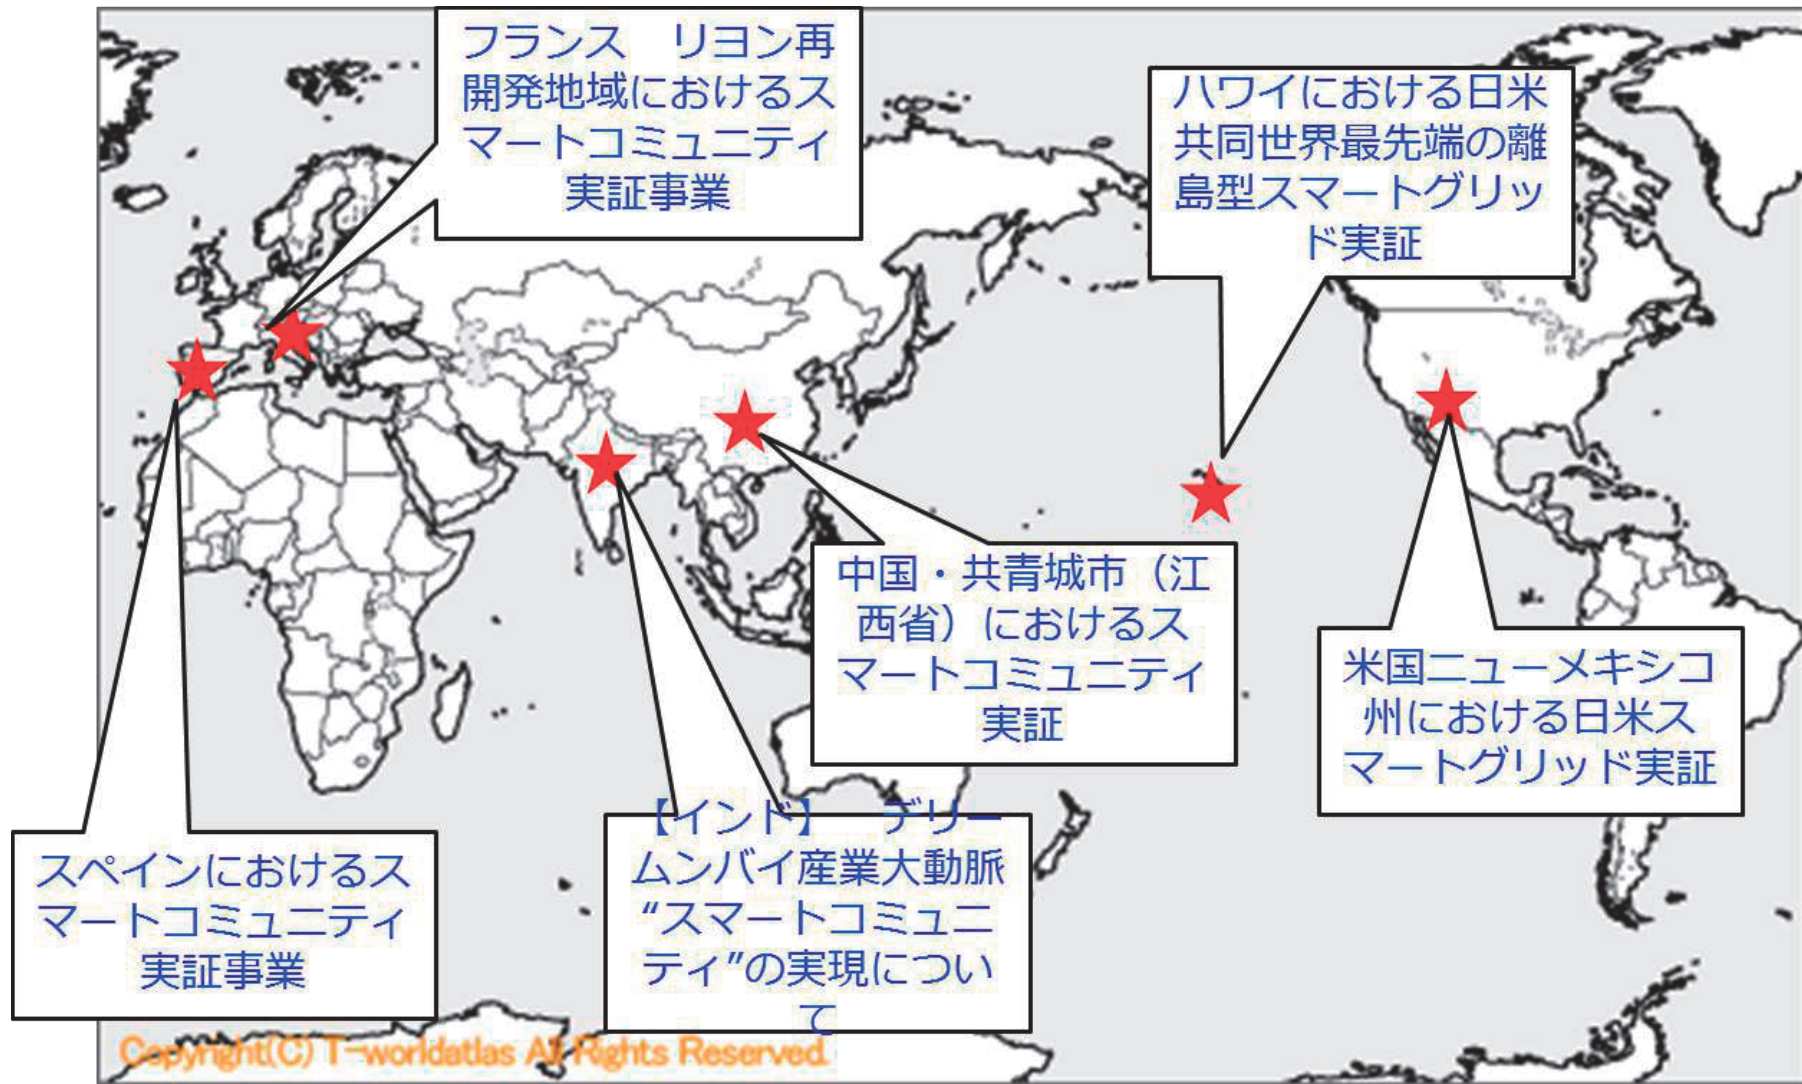 フランス　リヨン再
開発地域におけるス
マートコミュニティ
実証事業
ハワイにおける日米
共同世界最先端の離
島型スマートグリッ
ド実証
中国・共青城市（江
西省）におけるス
マートコミュニティ
実証
米国ニューメキシコ
州における日米ス
マートグリッド実証
【インド】　デリー
ムンバイ産業大動脈
“スマートコミュニ
ティ”の実現につい
て
スペインにおけるス
マートコミュニティ
実証事業
Copyright(C) T-worldatlas All Rights Reserved.